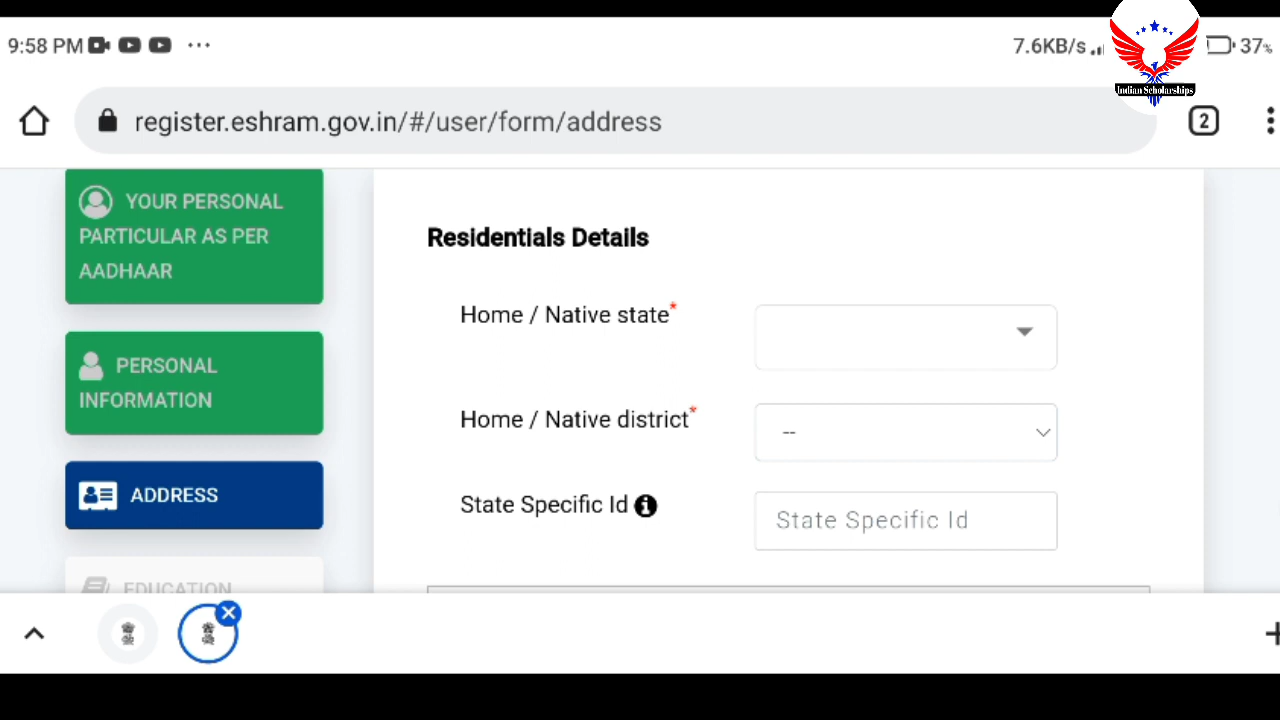 9:58 PM
7.6KB/s
37%
Indian Scholarships
register.eshram.gov.in/#/user/form/address
2
YOUR PERSONAL
PARTICULAR AS PER
AADHAAR
PERSONAL
INFORMATION
ADDRESS
EDUCATION
Residentials Details
Home / Native state*
Home / Native district*
--
State Specific Id
State Specific Id